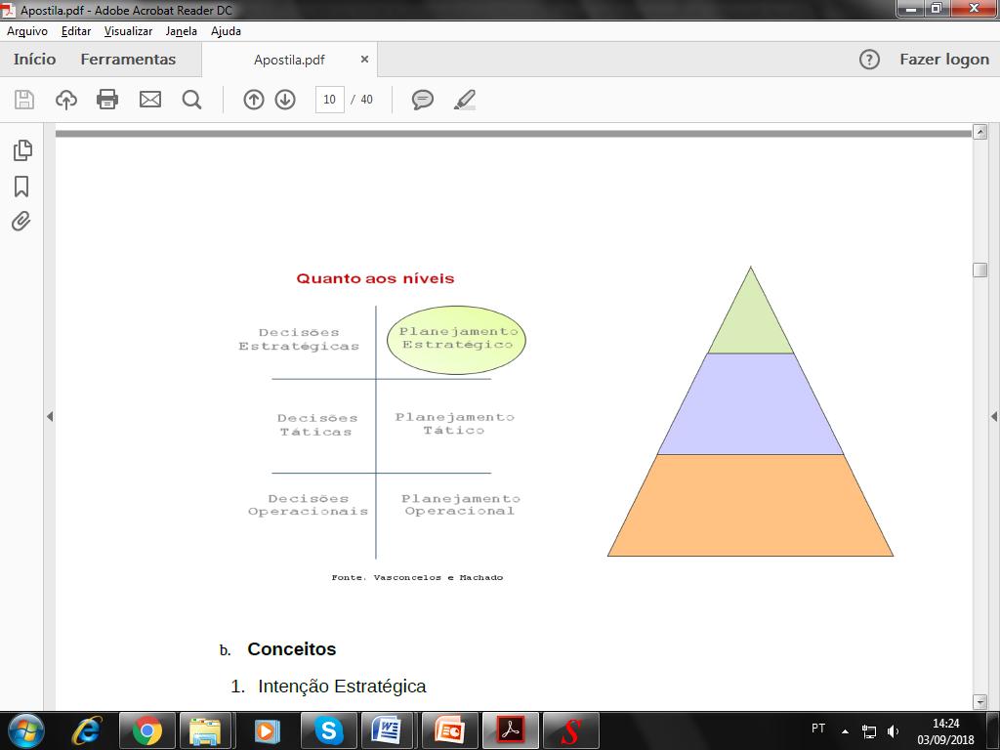 Apostila.pdf - Adobe Acrobat Reader DC
Arquivo Editar Visualizar Janela Ajuda
Início Ferramentas Apostila.pdf × ? Fazer logon
10 / 40
Quanto aos níveis
Decisões
Estratégicas
Planejamento
Estratégico
Decisões
Táticas
Planejamento
Tático
Decisões
Operacionais
Planejamento
Operacional
Fonte. Vasconcelos e Machado
b. Conceitos
1. Intenção Estratégica
PT
14:24
03/09/2018